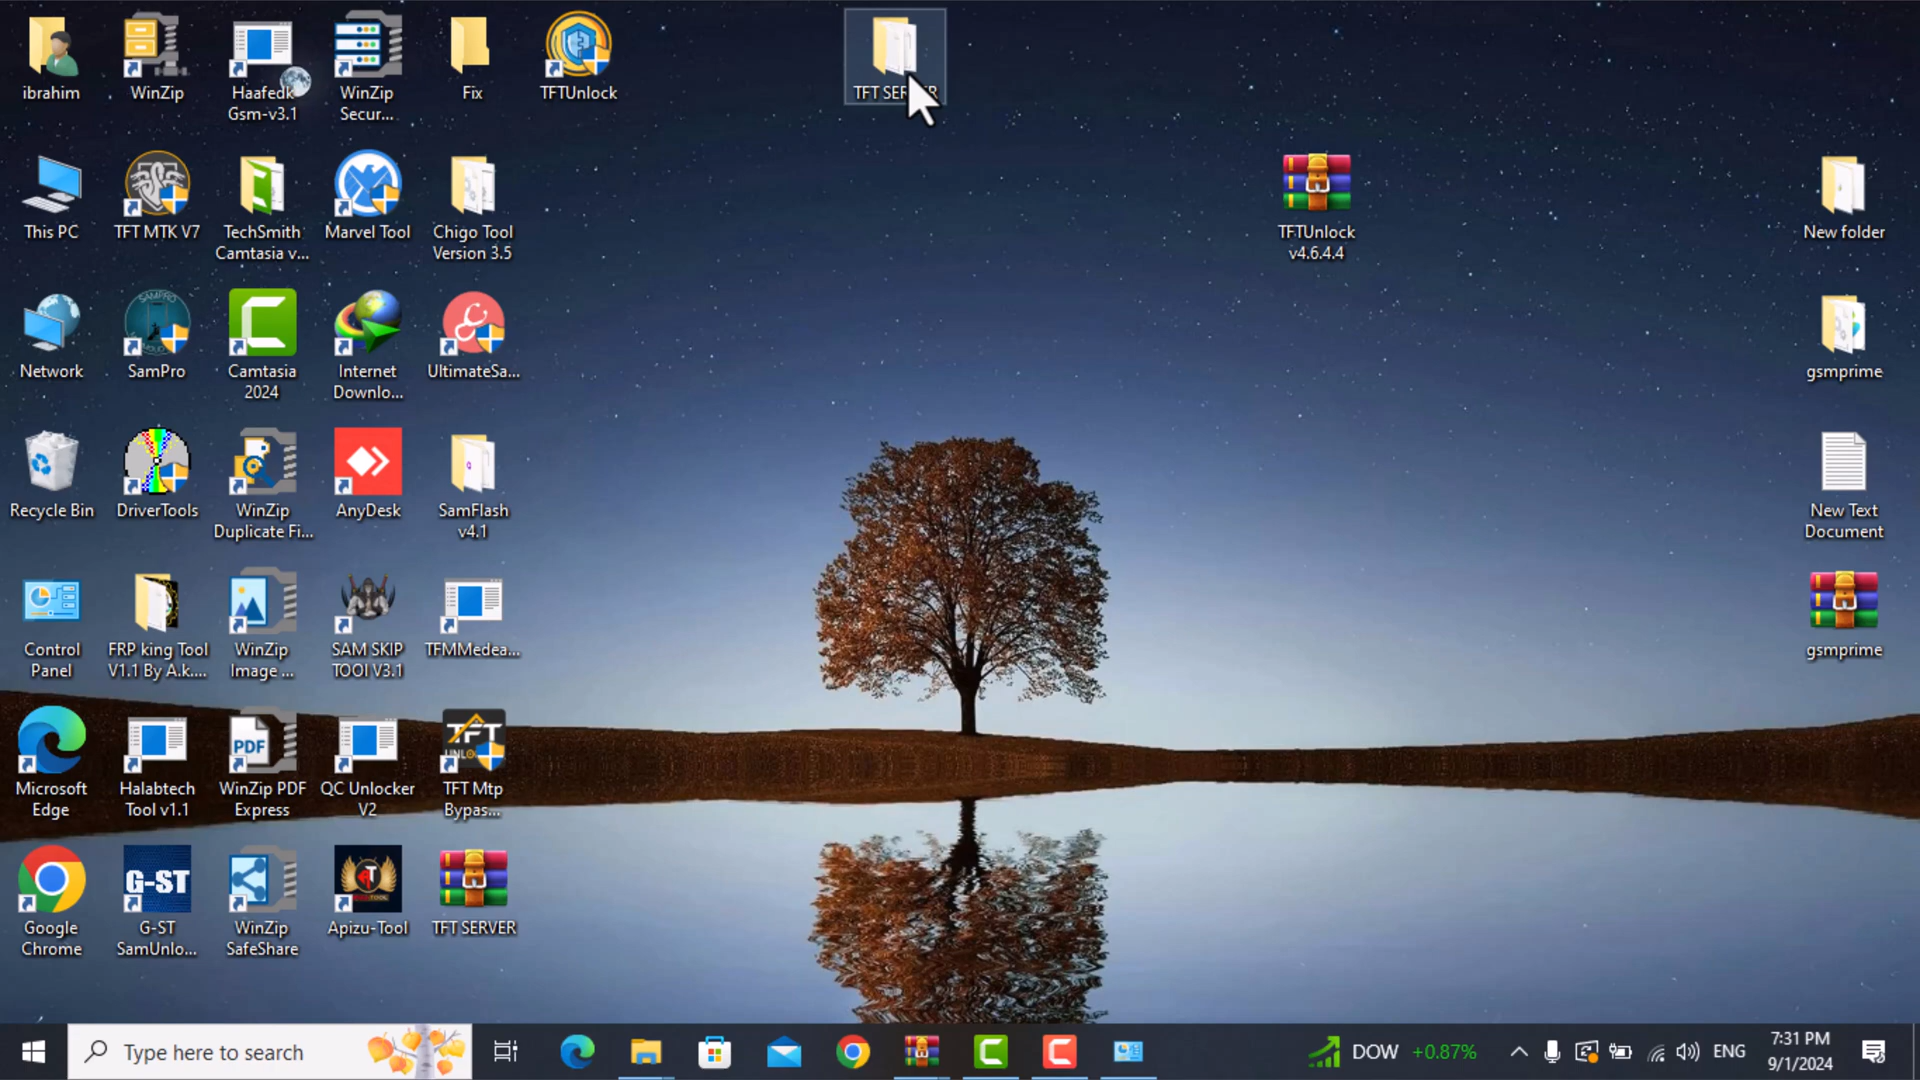 ibrahim
WinZip
Haafedk
Gsm-v3.1
WinZip
Secur...
Fix
TFTUnlock
This PC
TFT MTK V7
TechSmith
Camtasia v...
Marvel Tool
Chigo Tool
Version 3.5
TFTUnlock
v4.6.4.4
New folder
Network
SamPro
Camtasia
2024
Internet
Downlo...
UltimateSa...
gsmprime
Recycle Bin
DriverTools
WinZip
Duplicate Fi...
AnyDesk
SamFlash
v4.1
New Text
Document
Control
Panel
FRP king Tool
V1.1 By A.k....
WinZip
Image ...
SAM SKIP
TOOl V3.1
TFMMedea...
gsmprime
Microsoft
Edge
Halabtech
Tool v1.1
PDF
WinZip PDF
Express
QC Unlocker
V2
TFT
TFT Mtp
Bypas...
Google
Chrome
G-ST
G-ST
SamUnlo...
WinZip
SafeShare
Apizu-Tool
TFT SERVER
Type here to search
DOW +0.87%
ENG
7:31 PM
9/1/2024